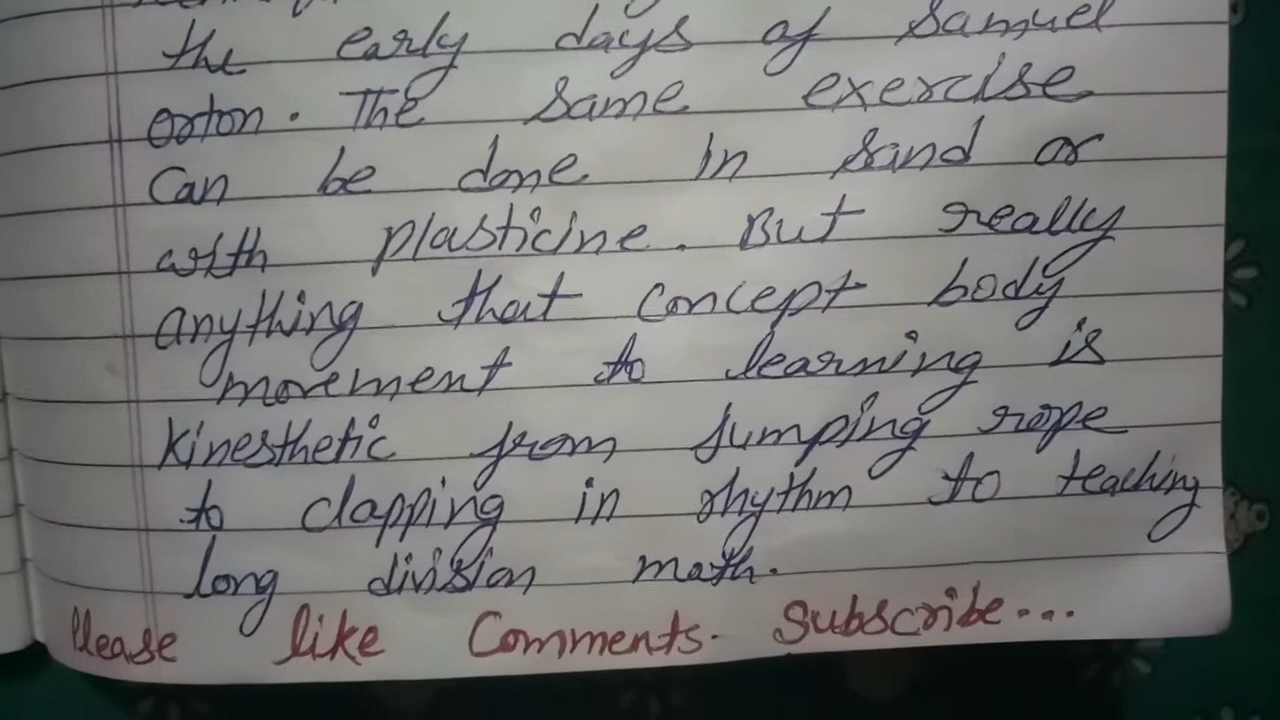 the early days of Samuel
orton. The same exercise
Can be done In Sand or
with plasticine. But really
anything that concept body
movement to learning is
kinesthetic from Jumping rope
to clapping in rhythm to teaching
long division math.
Please like Comments. Subscribe...